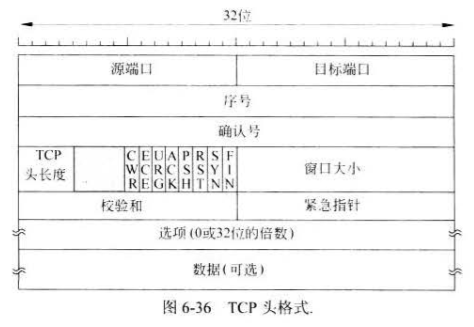 32位
源端口
目标端口
序号
确认号
TCP
头长度
CWR
ECE
URG
ACK
PSH
RST
SYN
FIN
窗口大小
校验和
紧急指针
选项(0或32位的倍数)
数据(可选)
图 6-36 TCP 头格式.